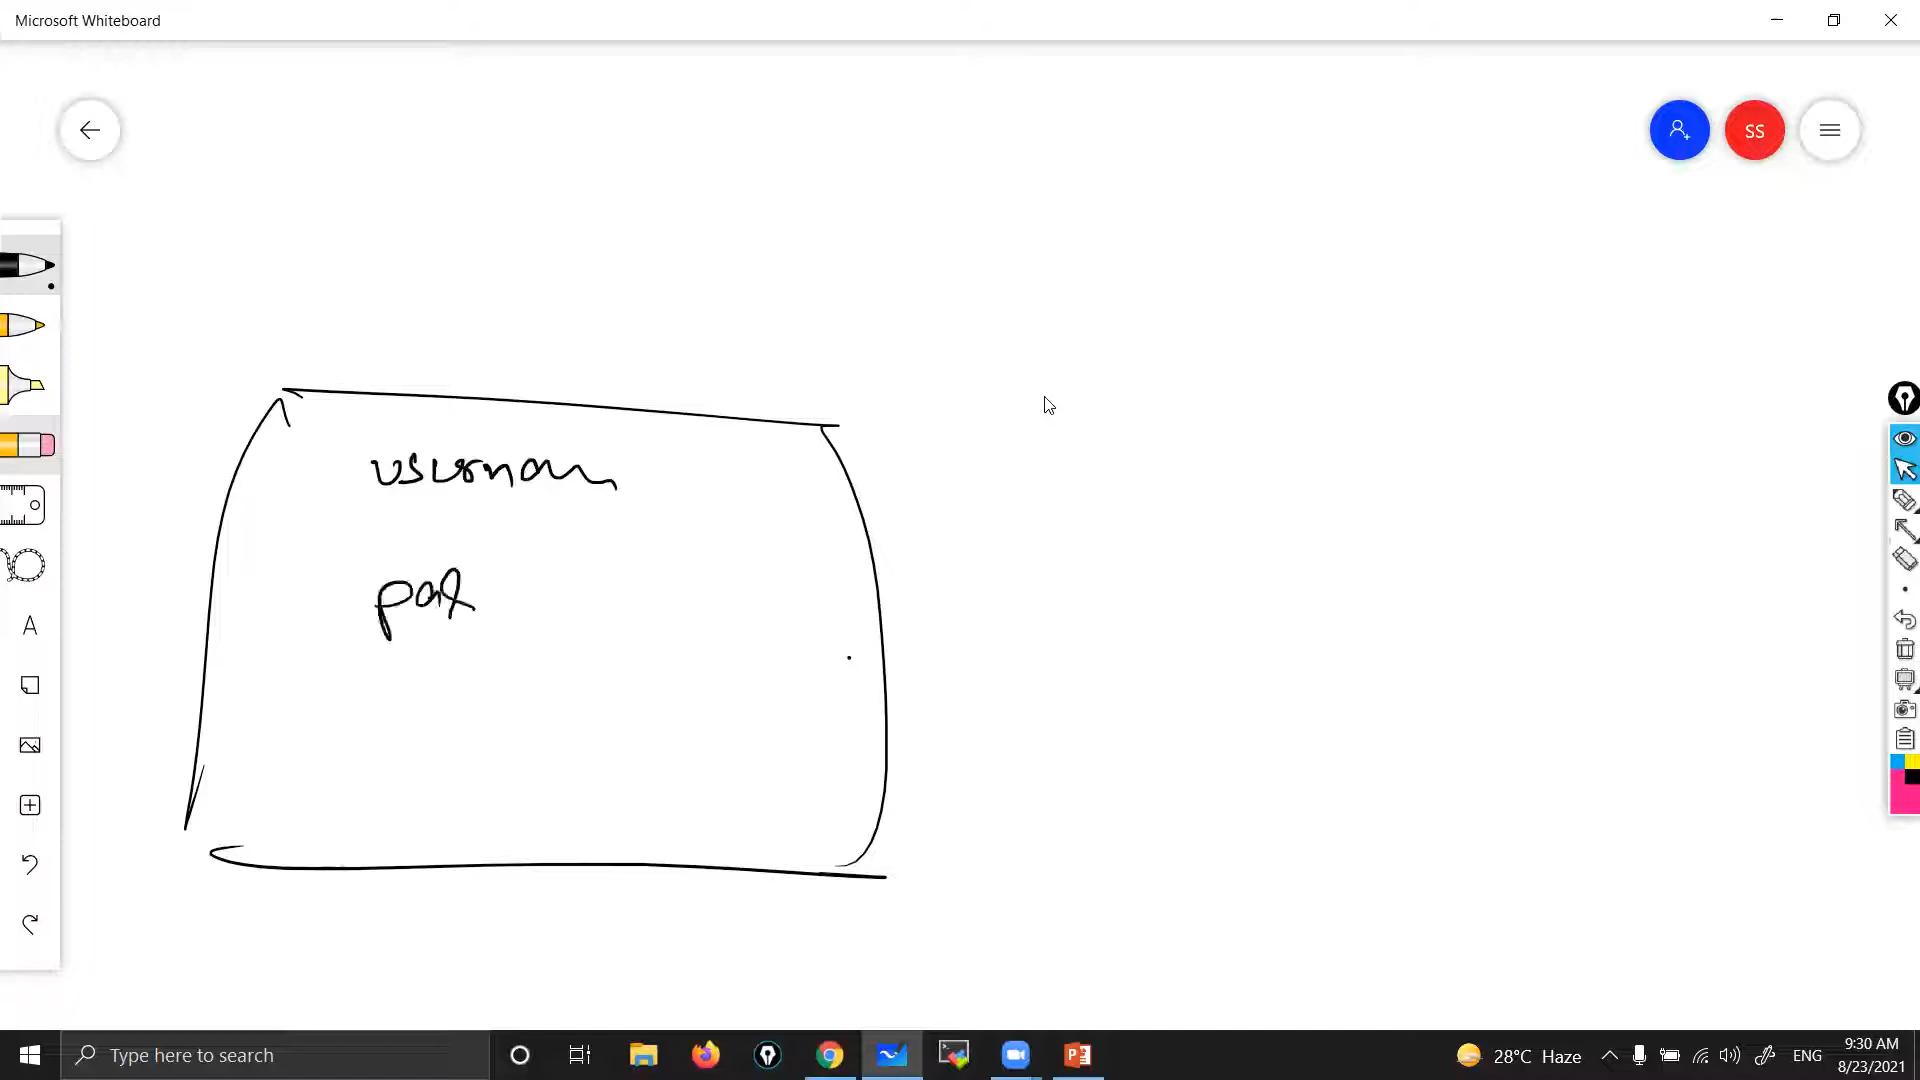 Microsoft Whiteboard
SS
A
Type here to search
28°C Haze
ENG
9:30 AM
8/23/2021